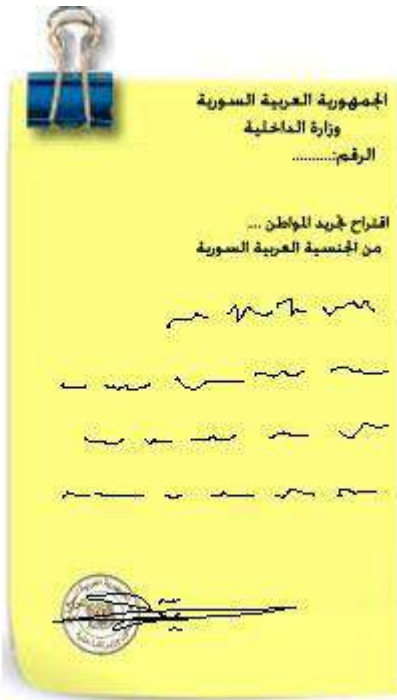 الجمهورية العربية السورية
وزارة الداخلية
الرقم:..........
اقتراح تجريد المواطن ...
من الجنسية العربية السورية